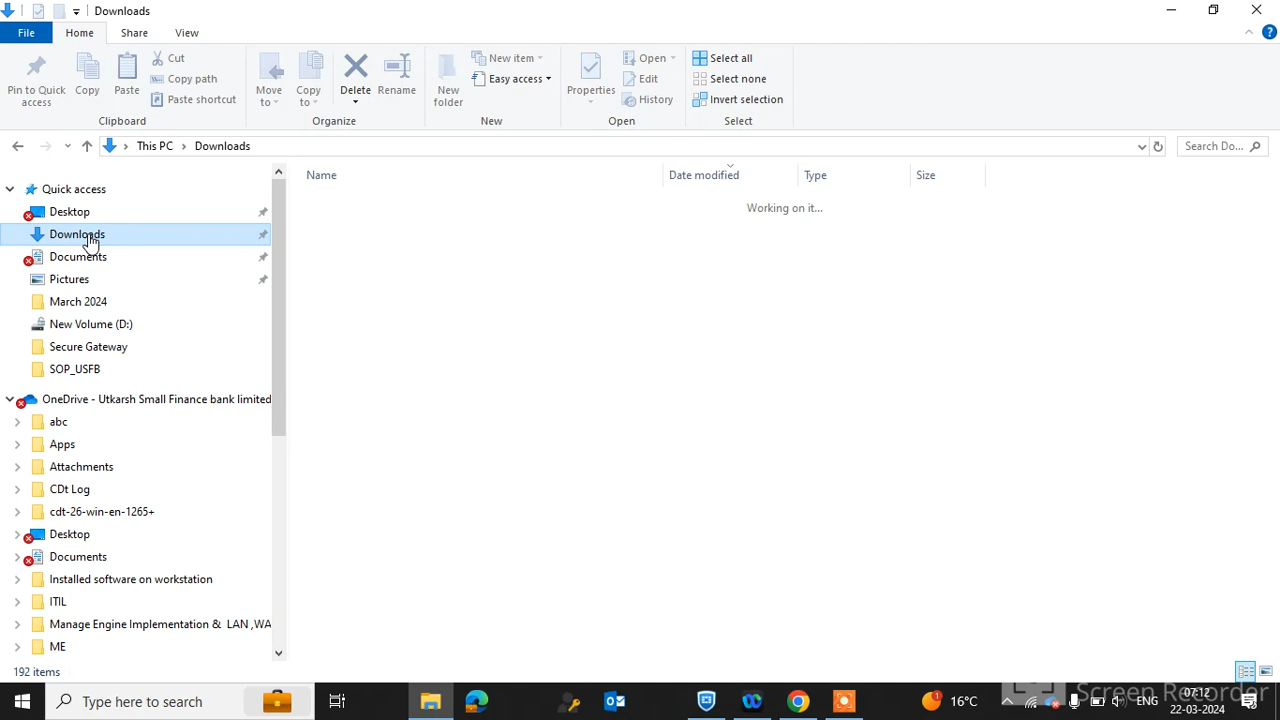 Downloads
File Home Share View
Pin to Quick access
Copy
Paste
Cut
Copy path
Paste shortcut
Move to
Copy to
Delete
Rename
New folder
New item
Easy access
Properties
Open
Edit
History
Select all
Select none
Invert selection
Clipboard Organize New Open Select
This PC Downloads Search Do...
Name Date modified Type Size
Working on it...
Quick access
Desktop
Downloads
Documents
Pictures
March 2024
New Volume (D:)
Secure Gateway
SOP_USFB
OneDrive - Utkarsh Small Finance bank limited
abc
Apps
Attachments
CDt Log
cdt-26-win-en-1265+
Desktop
Documents
Installed software on workstation
ITIL
Manage Engine Implementation & LAN ,WA
ME
192 items
Type here to search
1
16°C
ENG
07:12
22-03-2024
Screen Recorder